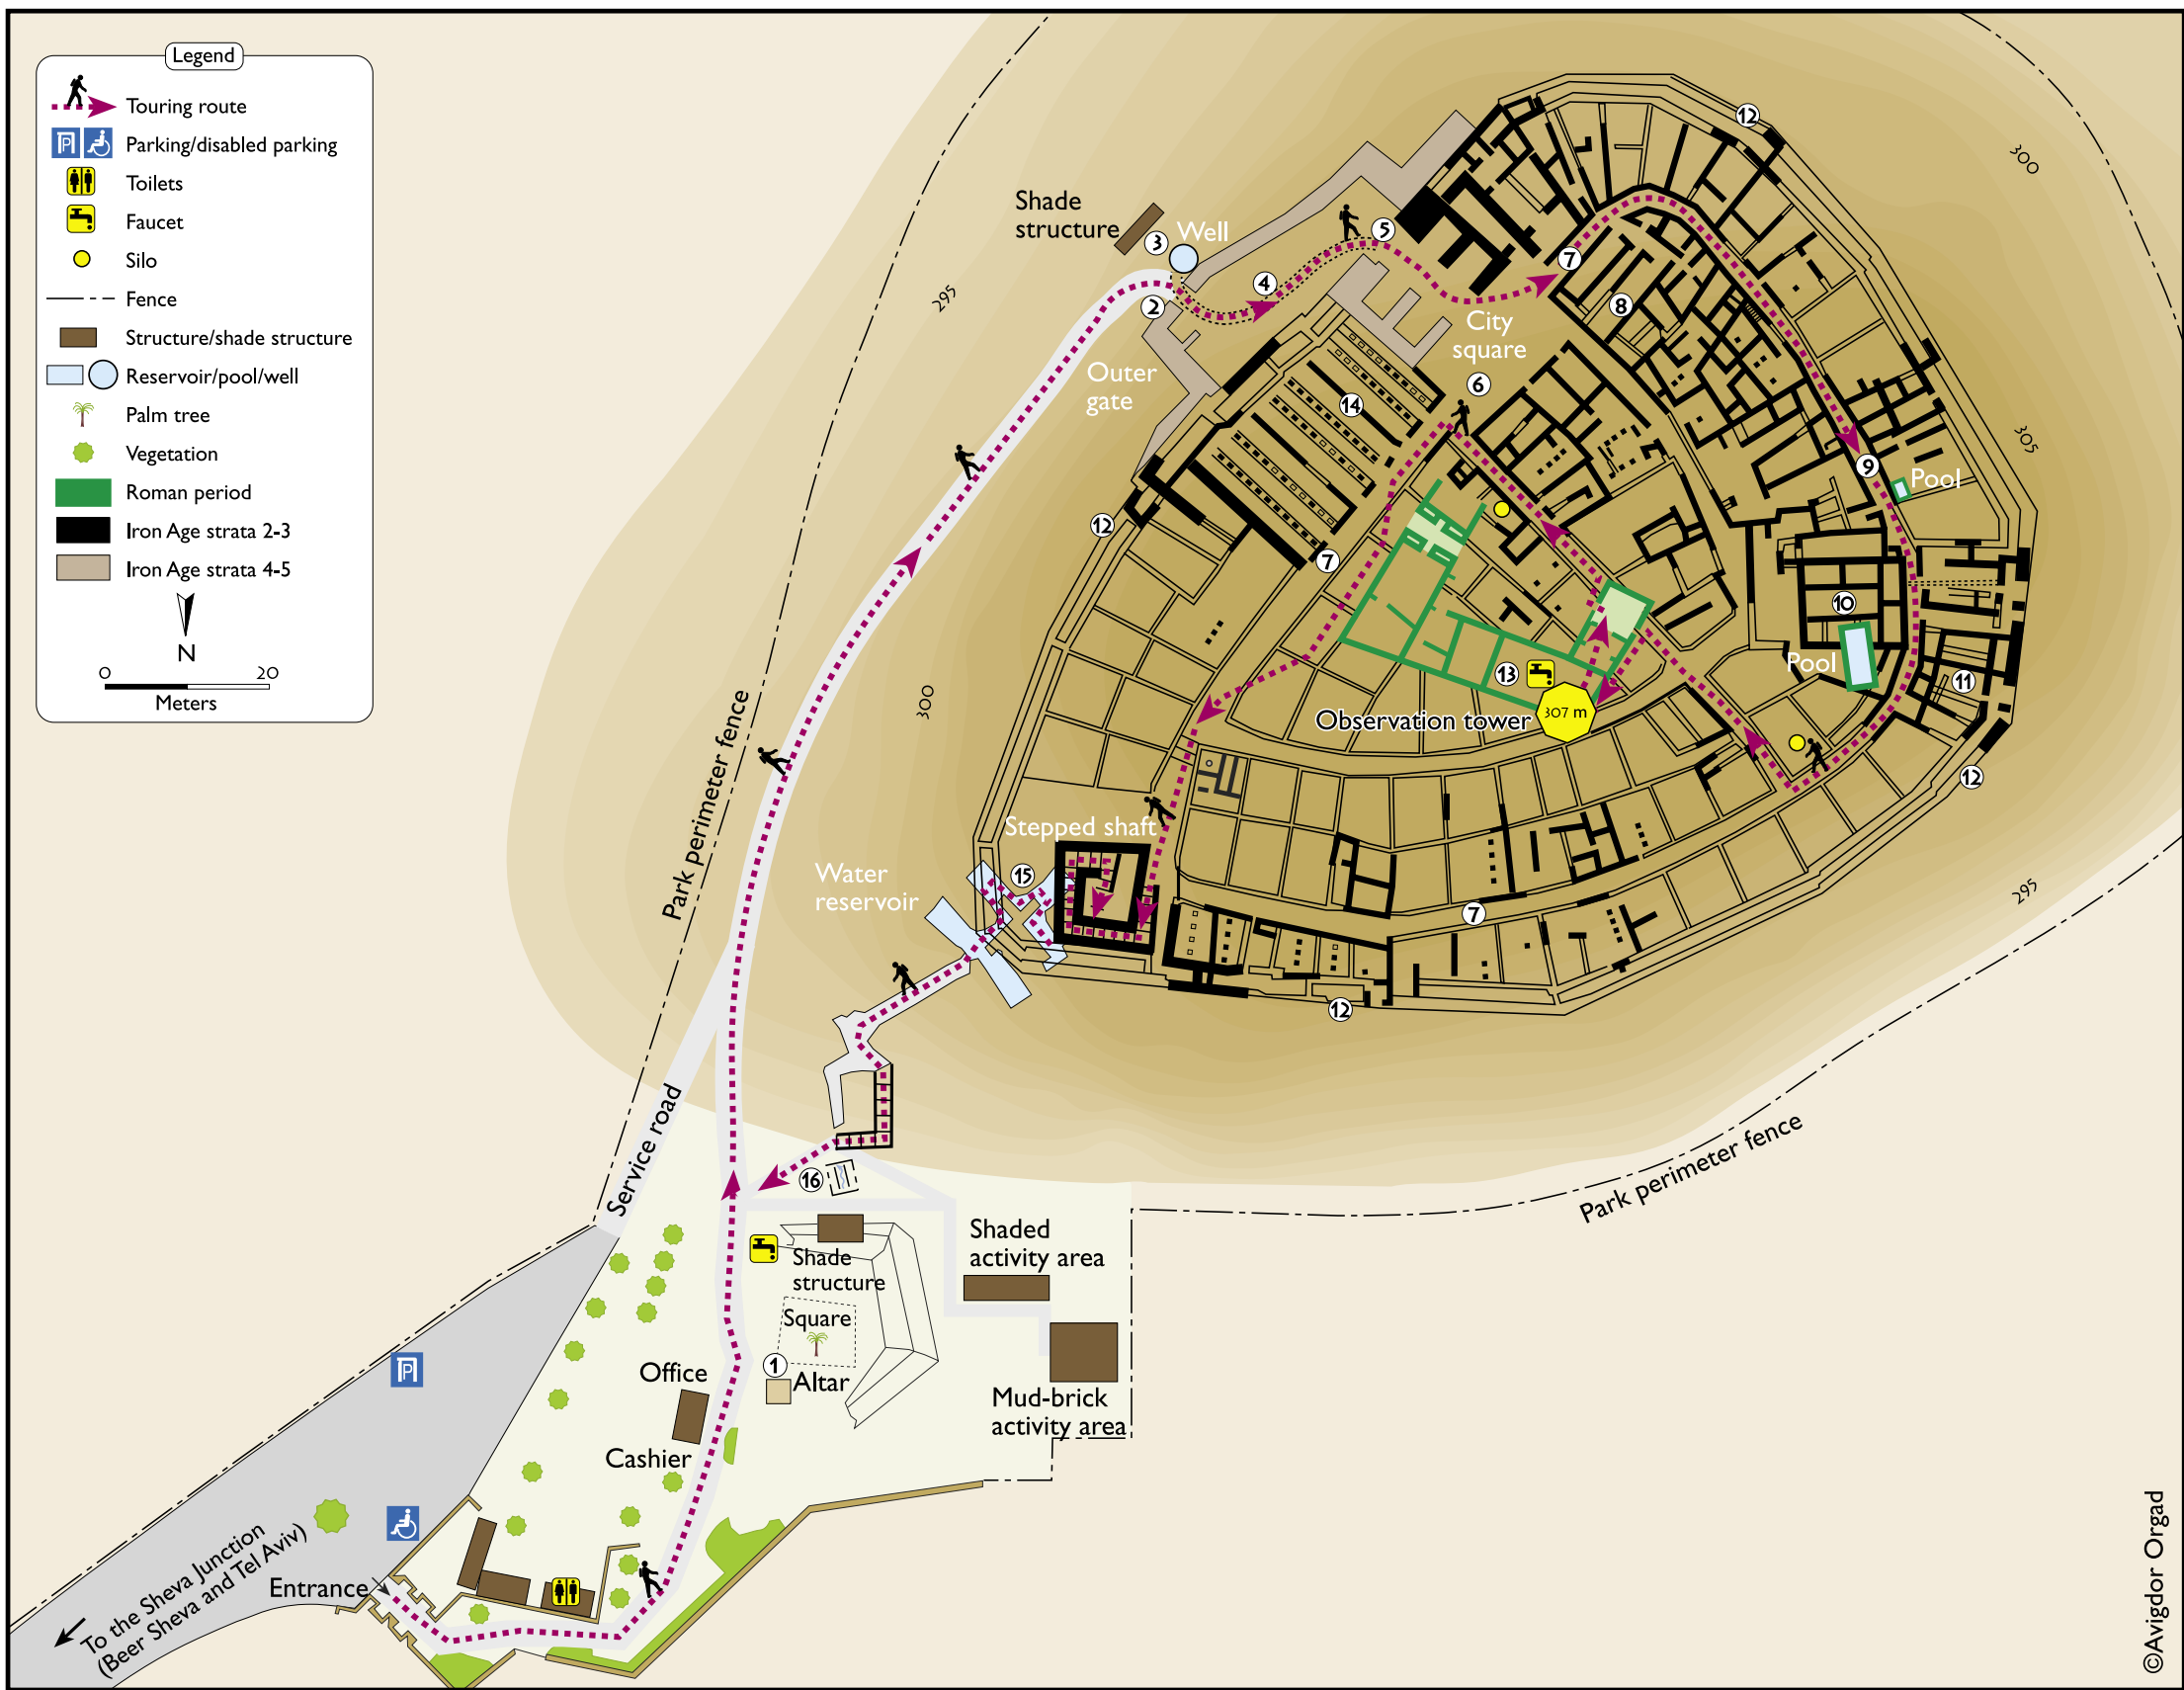 Legend
Touring route
P
Parking/disabled parking
Toilets
Faucet
Silo
Fence
Structure/shade structure
Reservoir/pool/well
Palm tree
Vegetation
Roman period
Iron Age strata 2-3
Iron Age strata 4-5
N
0 20
Meters
12
300
Shade
structure
3
Well
5
7
4
2
8
295
City
square
6
Outer
gate
14
305
9
Pool
12
7
10
Pool
13
11
300
Observation tower
307 m
12
Park perimeter fence
Stepped shaft
15
Water
reservoir
7
295
12
Service road
Park perimeter fence
16
Shaded
activity area
Shade
structure
Square
1
Altar
Office
Cashier
Mud-brick
activity area
P
Entrance
To the Sheva Junction
(Beer Sheva and Tel Aviv)
©Avigdor Orgad